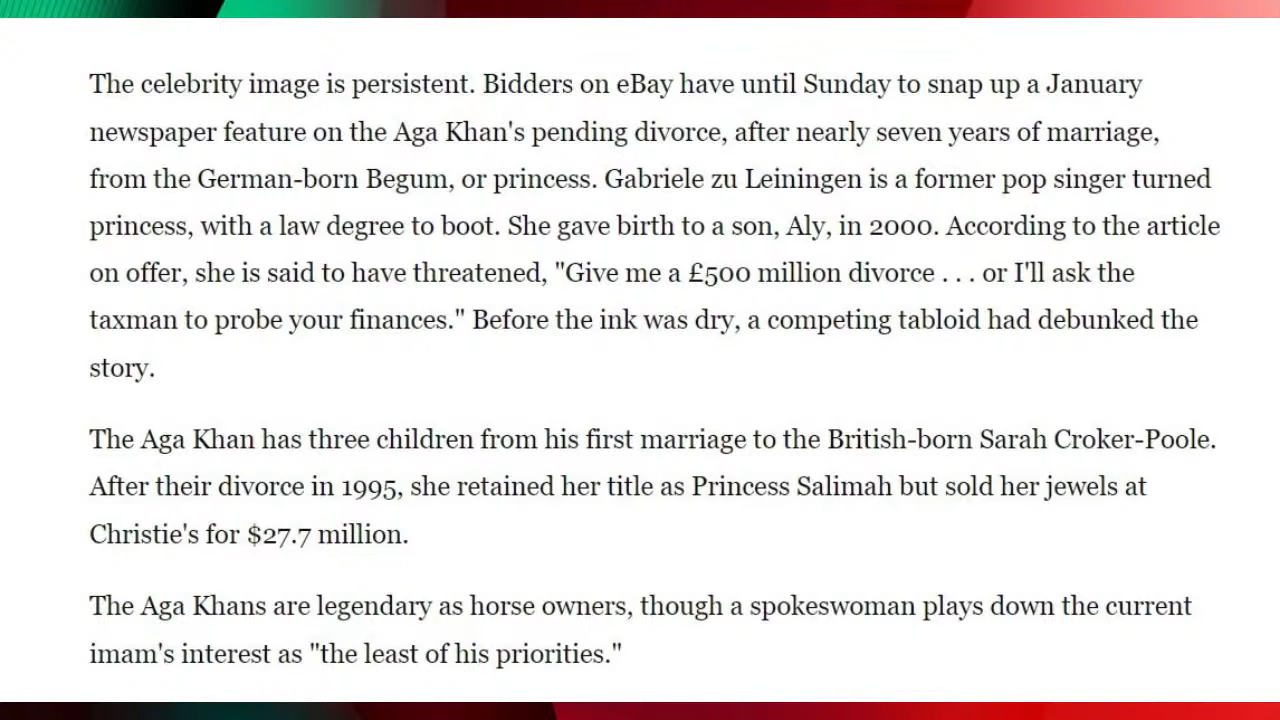 The celebrity image is persistent. Bidders on eBay have until Sunday to snap up a January
newspaper feature on the Aga Khan's pending divorce, after nearly seven years of marriage,
from the German-born Begum, or princess. Gabriele zu Leiningen is a former pop singer turned
princess, with a law degree to boot. She gave birth to a son, Aly, in 2000. According to the article
on offer, she is said to have threatened, "Give me a £500 million divorce . . . or I'll ask the
taxman to probe your finances." Before the ink was dry, a competing tabloid had debunked the
story.
The Aga Khan has three children from his first marriage to the British-born Sarah Croker-Poole.
After their divorce in 1995, she retained her title as Princess Salimah but sold her jewels at
Christie's for $27.7 million.
The Aga Khans are legendary as horse owners, though a spokeswoman plays down the current
imam's interest as "the least of his priorities."